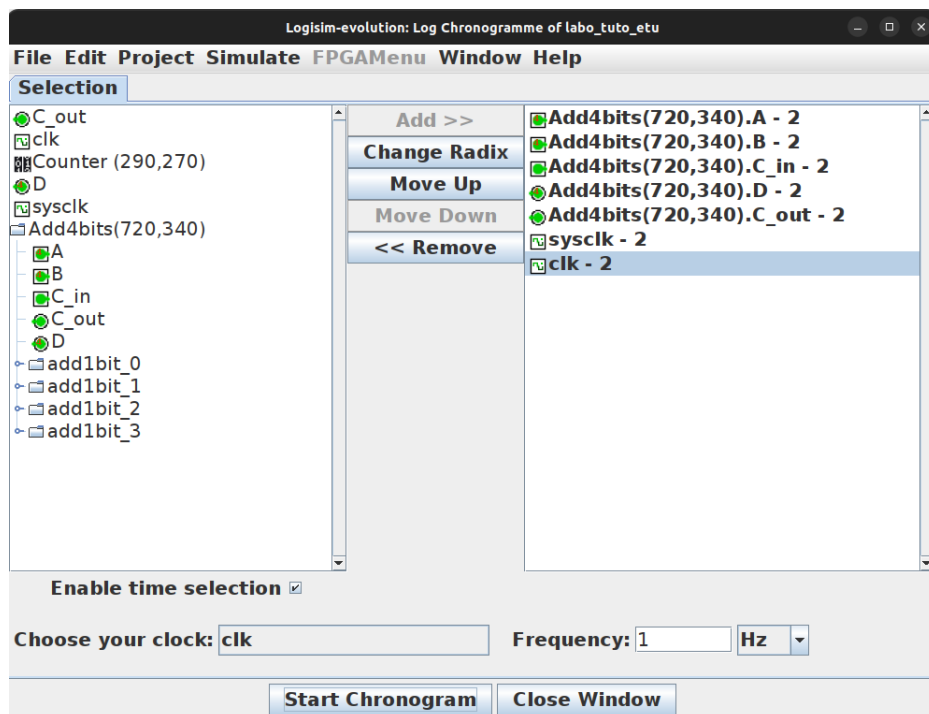 Logisim-evolution: Log Chronogramme of labo_tuto_etu
File Edit Project Simulate FPGAMenu Window Help
Selection
C_out
clk
Counter (290,270)
D
sysclk
Add4bits(720,340)
A
B
C_in
C_out
D
add1bit_0
add1bit_1
add1bit_2
add1bit_3
Add >>
Change Radix
Move Up
Move Down
<< Remove
Add4bits(720,340).A - 2
Add4bits(720,340).B - 2
Add4bits(720,340).C_in - 2
Add4bits(720,340).D - 2
Add4bits(720,340).C_out - 2
sysclk - 2
clk - 2
Enable time selection
Choose your clock: clk Frequency: 1 Hz
Start Chronogram Close Window